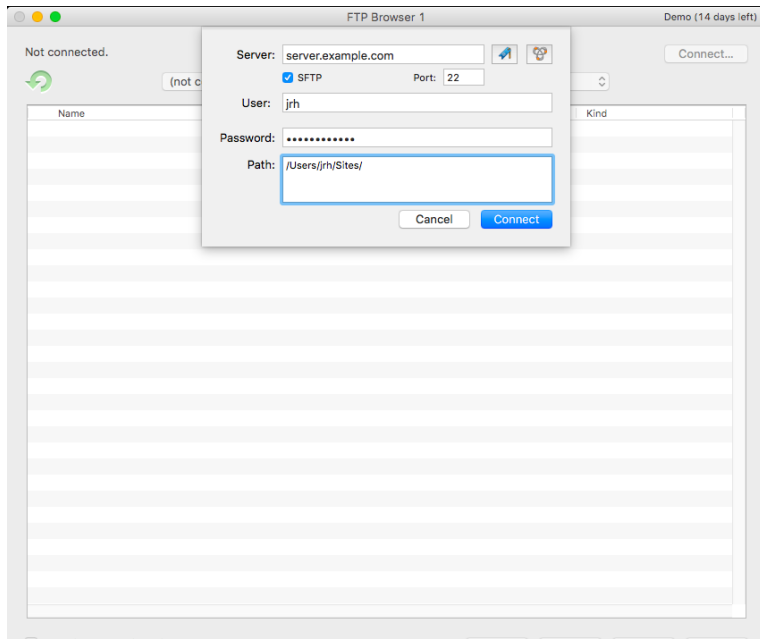 FTP Browser 1
Demo (14 days left)
Not connected.
Connect...
(not c
Server: server.example.com
SFTP Port: 22
User: jrh
Password: ••••••••••••
Path: /Users/jrh/Sites/
Cancel Connect
Name Kind